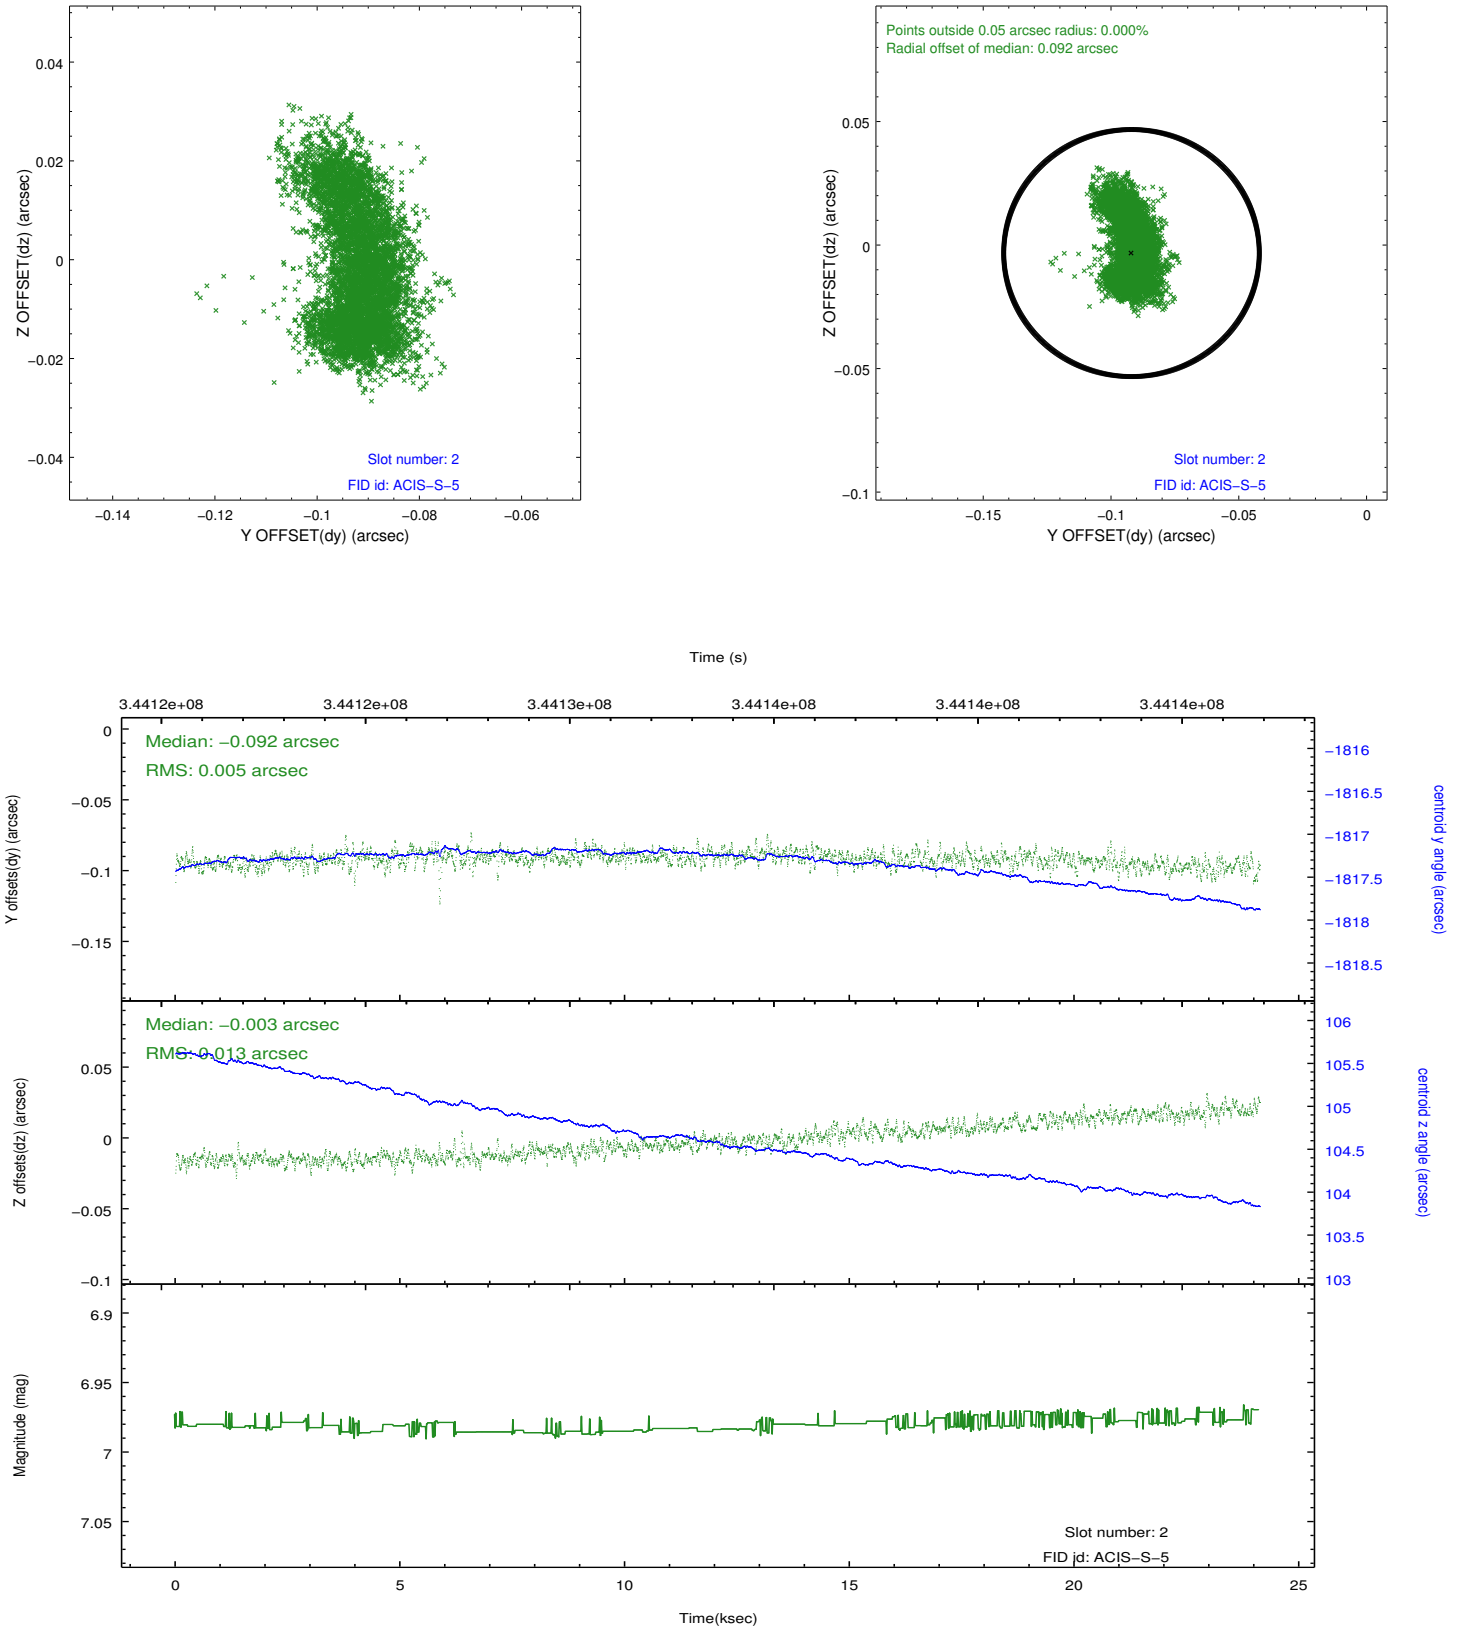 0.04
0.02
0
−0.02
−0.04
Z OFFSET(dz) (arcsec)
Slot number: 2
FID id: ACIS−S−5
−0.14
−0.12
−0.1
−0.08
−0.06
Y OFFSET(dy) (arcsec)
Points outside 0.05 arcsec radius: 0.000%
Radial offset of median: 0.092 arcsec
0.05
0
−0.05
−0.1
Z OFFSET(dz) (arcsec)
Slot number: 2
FID id: ACIS−S−5
−0.15
−0.1
−0.05
0
Y OFFSET(dy) (arcsec)
Time (s)
3.4412e+08
3.4412e+08
3.4413e+08
3.4414e+08
3.4414e+08
3.4414e+08
Median: −0.092 arcsec
RMS: 0.005 arcsec
0
−0.05
−0.1
−0.15
Y offsets(dy) (arcsec)
−1816
−1816.5
−1817
−1817.5
−1818
−1818.5
centroid y angle (arcsec)
Median: −0.003 arcsec
RMS: 0.013 arcsec
0.05
0
−0.05
−0.1
Z offsets(dz) (arcsec)
106
105.5
105
104.5
104
103.5
103
centroid z angle (arcsec)
6.9
6.95
7
7.05
Magnitude (mag)
Slot number: 2
FID id: ACIS−S−5
0
5
10
15
20
25
Time(ksec)